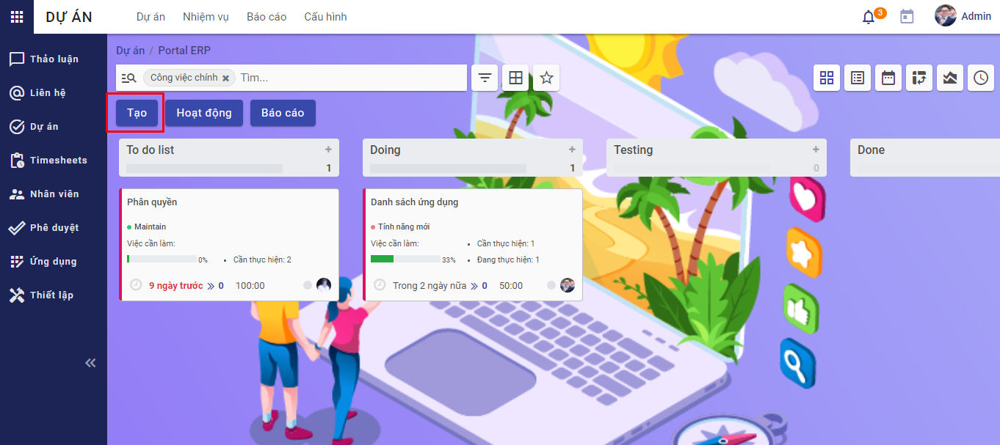 DỰ ÁN Dự án Nhiệm vụ Báo cáo Cấu hình 3 Admin
Thảo luận
Liên hệ
Dự án
Timesheets
Nhân viên
Phê duyệt
Ứng dụng
Thiết lập
Dự án / Portal ERP
Công việc chính × Tìm...
Tạo Hoạt động Báo cáo
To do list +
1
Doing +
1
Testing +
0
Done
Phân quyền
Maintain
Việc cần làm:
0% • Cần thực hiện: 2
9 ngày trước » 0 100:00
Danh sách ứng dụng
Tính năng mới
Việc cần làm: • Cần thực hiện: 1
33% • Đang thực hiện: 1
Trong 2 ngày nữa » 0 50:00